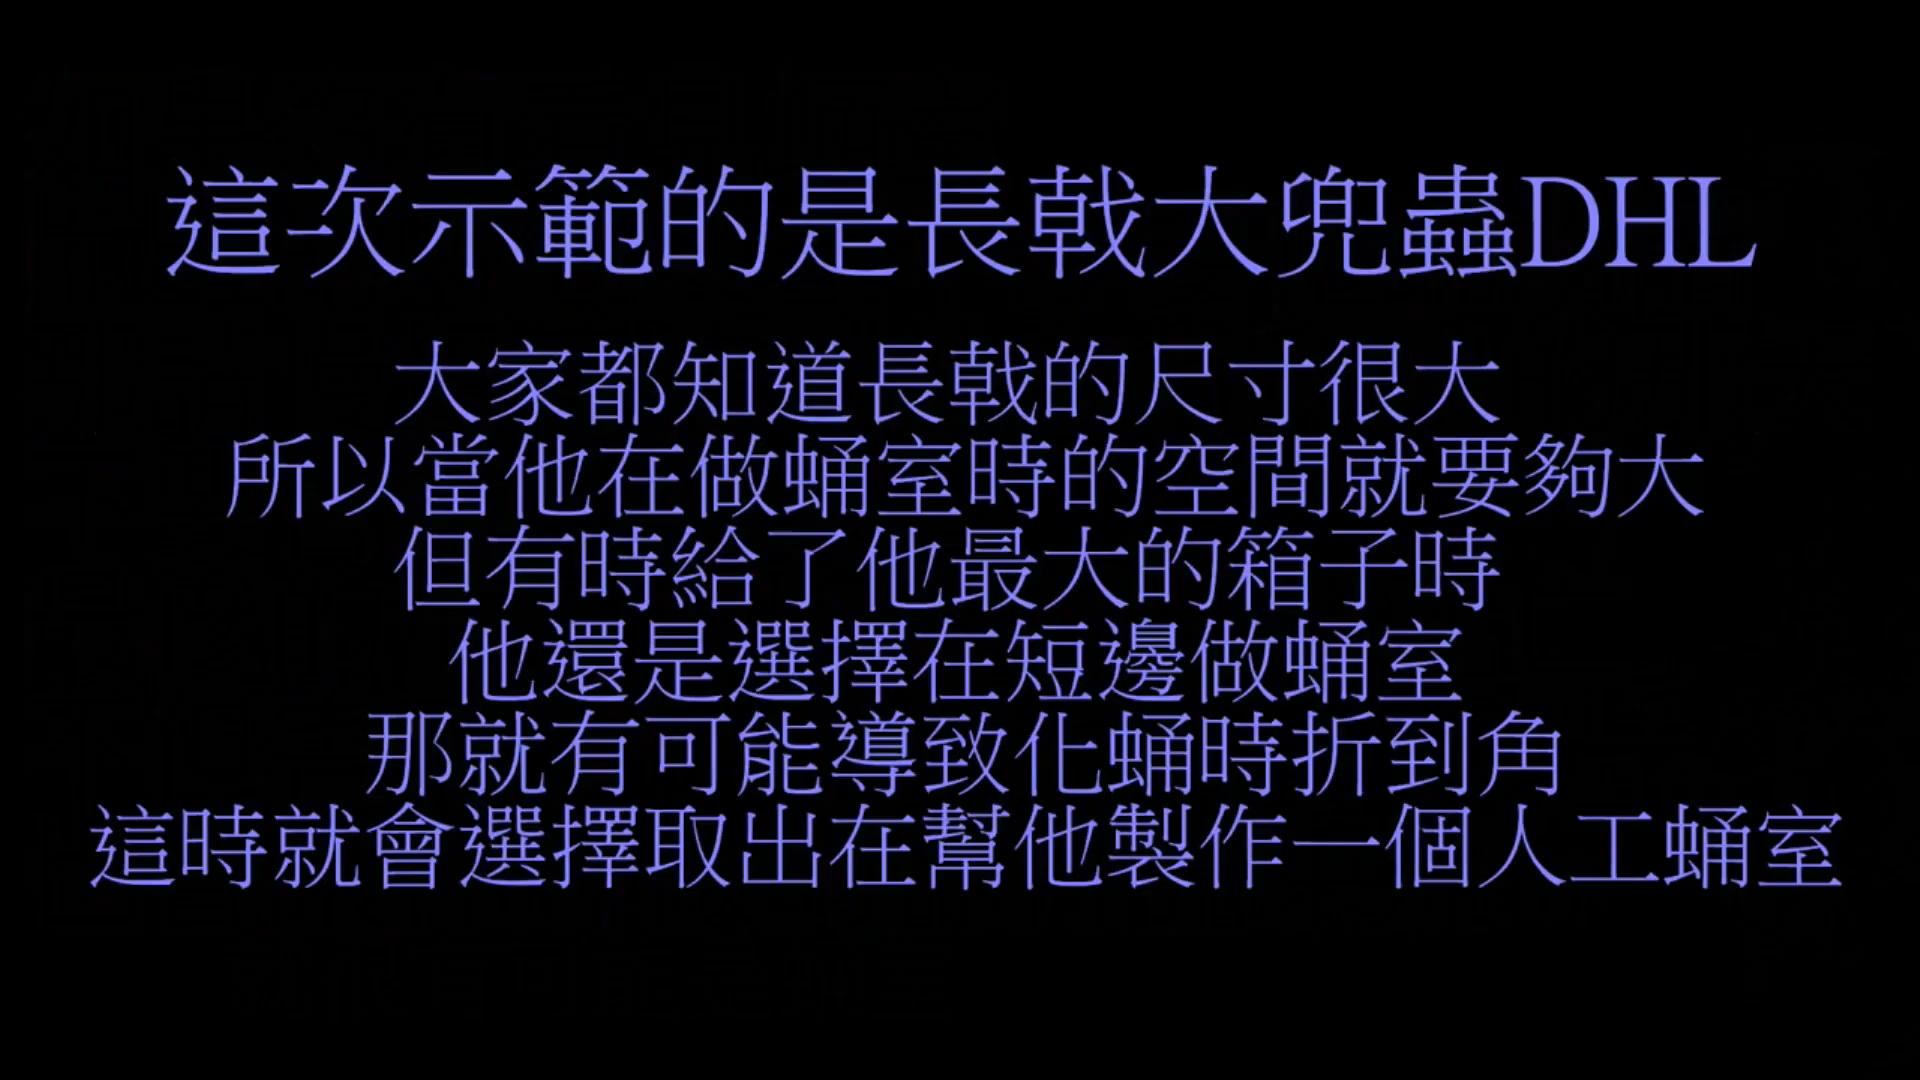 這次示範的是長戟大兜蟲DHL
大家都知道長戟的尺寸很大
所以當他在做蛹室時的空間就要夠大
但有時給了他最大的箱子時
他還是選擇在短邊做蛹室
那就有可能導致化蛹時折到角
這時就會選擇取出在幫他製作一個人工蛹室